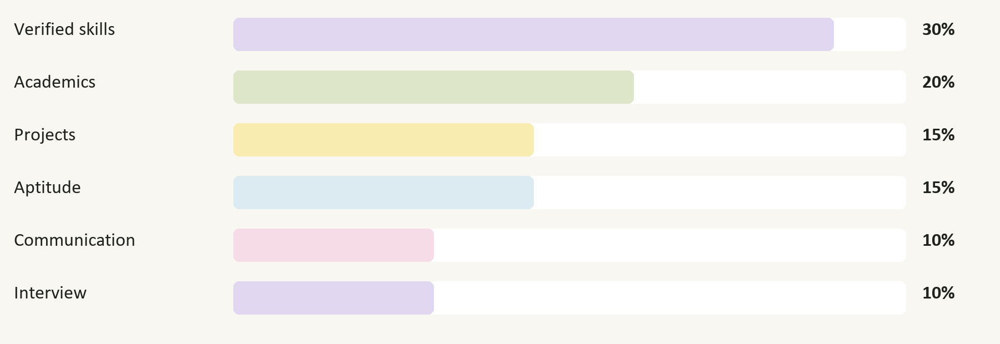 Verified skills 30%
Academics 20%
Projects 15%
Aptitude 15%
Communication 10%
Interview 10%